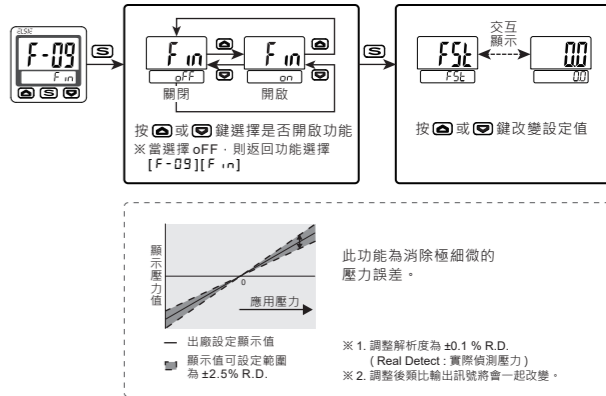 ELSIE
F-09
F in
S
F in
oFF
關閉
F in
on
開啟
按 或 鍵選擇是否開啟功能
※當選擇oFF，則返回功能選擇
[F-09][F in]
S
FSt
FSt
交互
顯示
0.0
0.0
按 或 鍵改變設定值
顯示壓力值
0
應用壓力
出廠設定顯示值
顯示值可設定範圍
為 ±2.5% R.D.
此功能為消除極細微的
壓力誤差。
※1. 調整解析度為 ±0.1 % R.D.
( Real Detect : 實際偵測壓力 )
※2. 調整後類比輸出訊號將會一起改變。